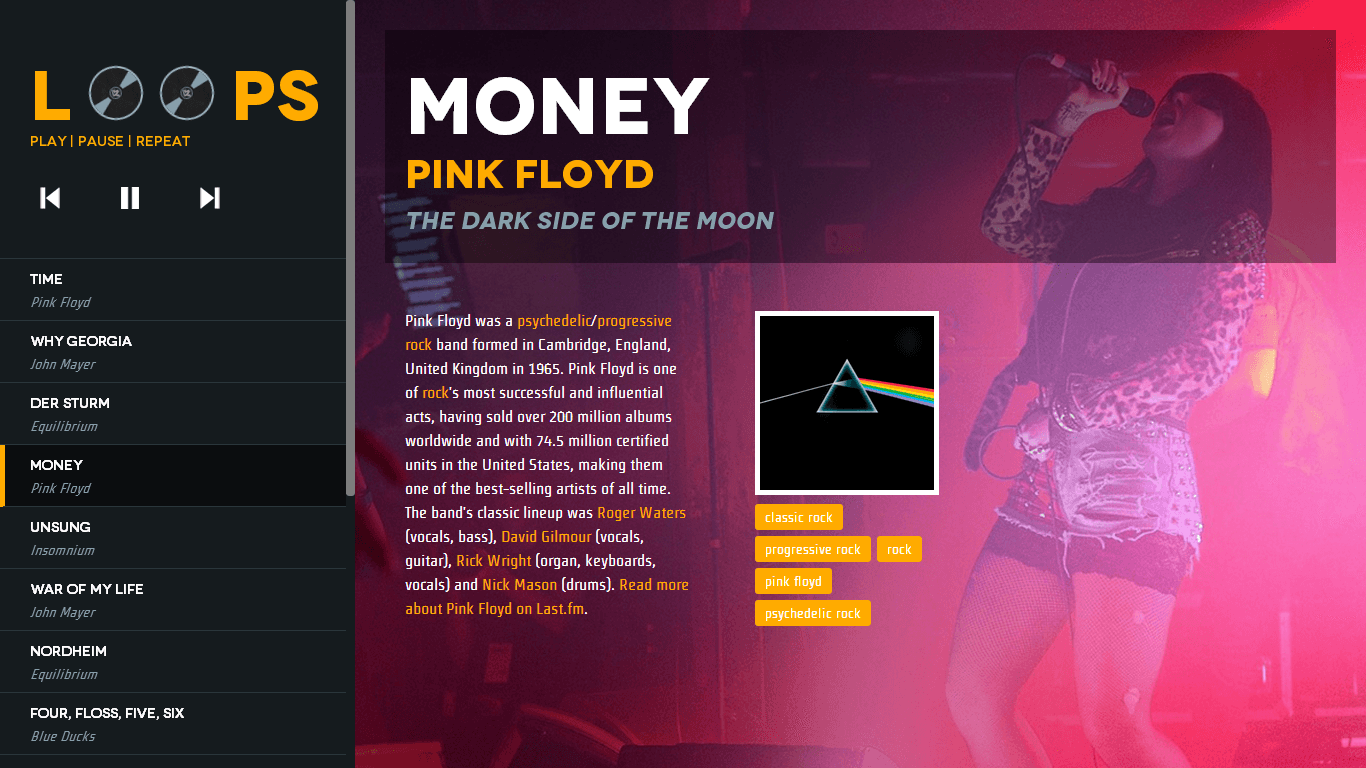 LOOPS
PLAY | PAUSE | REPEAT
TIME
Pink Floyd
WHY GEORGIA
John Mayer
DER STURM
Equilibrium
MONEY
Pink Floyd
UNSUNG
Insomnium
WAR OF MY LIFE
John Mayer
NORDHEIM
Equilibrium
FOUR, FLOSS, FIVE, SIX
Blue Ducks
MONEY
PINK FLOYD
THE DARK SIDE OF THE MOON
Pink Floyd was a psychedelic/progressive
rock band formed in Cambridge, England,
United Kingdom in 1965. Pink Floyd is one
of rock's most successful and influential
acts, having sold over 200 million albums
worldwide and with 74.5 million certified
units in the United States, making them
one of the best-selling artists of all time.
The band's classic lineup was Roger Waters
(vocals, bass), David Gilmour (vocals,
guitar), Rick Wright (organ, keyboards,
vocals) and Nick Mason (drums). Read more
about Pink Floyd on Last.fm.
classic rock
progressive rock rock
pink floyd
psychedelic rock